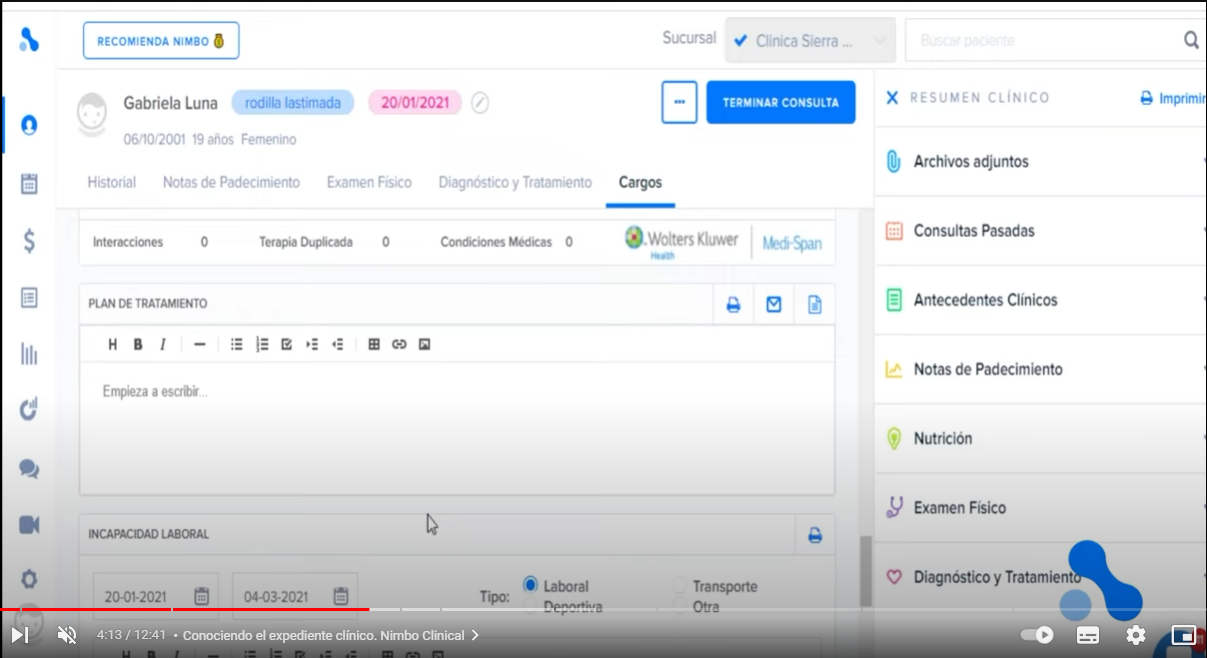 RECOMIENDA NIMBO
Sucursal
Clinica Sierra ...
Buscar paciente
Gabriela Luna
rodilla lastimada
20/01/2021
...
TERMINAR CONSULTA
06/10/2001 19 años Femenino
Historial
Notas de Padecimiento
Examen Físico
Diagnóstico y Tratamiento
Cargos
Interacciones 0
Terapia Duplicada 0
Condiciones Médicas 0
Wolters Kluwer
Health
Medi-Span
PLAN DE TRATAMIENTO
H B I
Empieza a escribir...
INCAPACIDAD LABORAL
20-01-2021
04-03-2021
Tipo:
Laboral
Transporte
Deportiva
Otra
H B I
X RESUMEN CLÍNICO
Imprimir
Archivos adjuntos
Consultas Pasadas
Antecedentes Clínicos
Notas de Padecimiento
Nutrición
Examen Físico
Diagnóstico y Tratamiento
4:13 / 12:41 • Conociendo el expediente clínico. Nimbo Clinical